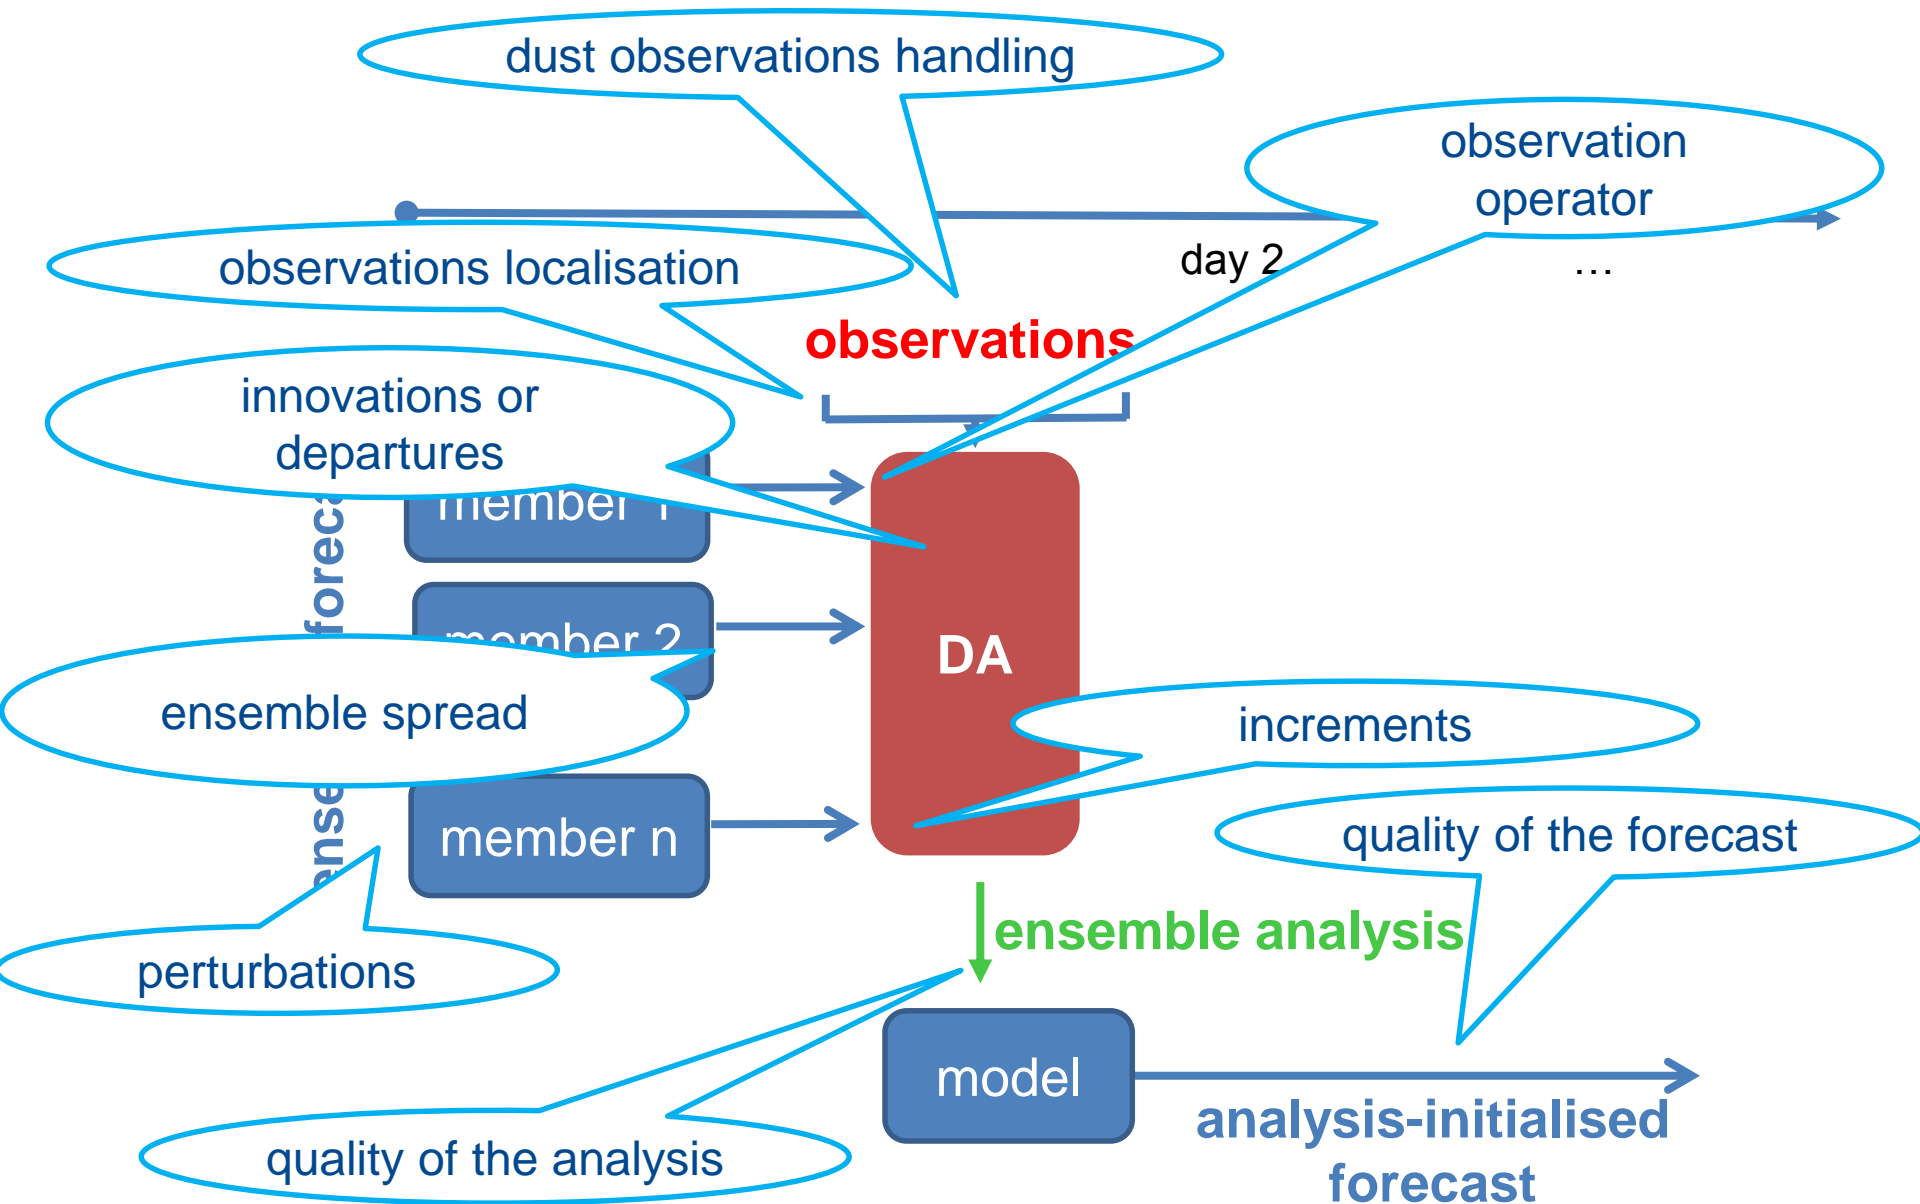 dust observations handling
observation
operator
day 2
…
observations localisation
observations
innovations or
departures
member 1
member 2
DA
ensemble spread
increments
member n
quality of the forecast
ensemble analysis
perturbations
model
analysis-initialised
forecast
quality of the analysis